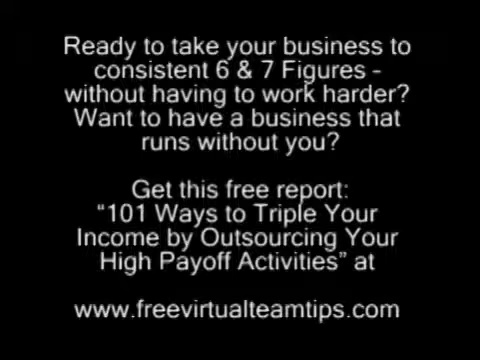 Ready to take your business to
consistent 6 & 7 Figures -
without having to work harder?
Want to have a business that
runs without you?
Get this free report:
“101 Ways to Triple Your
Income by Outsourcing Your
High Payoff Activities” at
www.freevirtualteamtips.com